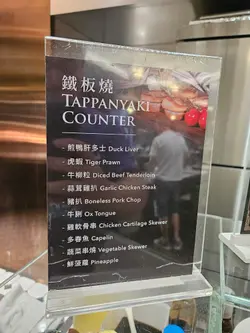 鐵板燒
TAPPANYAKI
COUNTER
- 煎鴨肝多士 Duck Liver
- 虎蝦 Tiger Prawn
- 牛柳粒 Diced Beef Tenderloin
- 蒜茸雞扒 Garlic Chicken Steak
- 豬扒 Boneless Pork Chop
- 牛脷 Ox Tongue
- 雞軟骨串 Chicken Cartilage Skewer
- 多春魚 Capelin
- 蔬菜串燒 Vegetable Skewer
- 鮮菠蘿 Pineapple